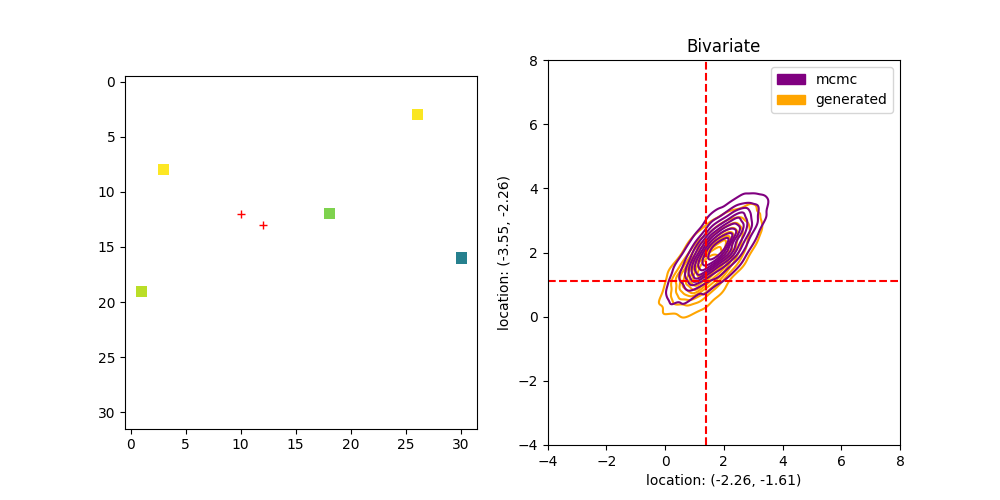 0
5
10
15
20
25
30
0 5 10 15 20 25 30
Bivariate
8
6
4
2
0
−2
−4
−4 −2 0 2 4 6 8
location: (-3.55, -2.26)
location: (-2.26, -1.61)
mcmc
generated